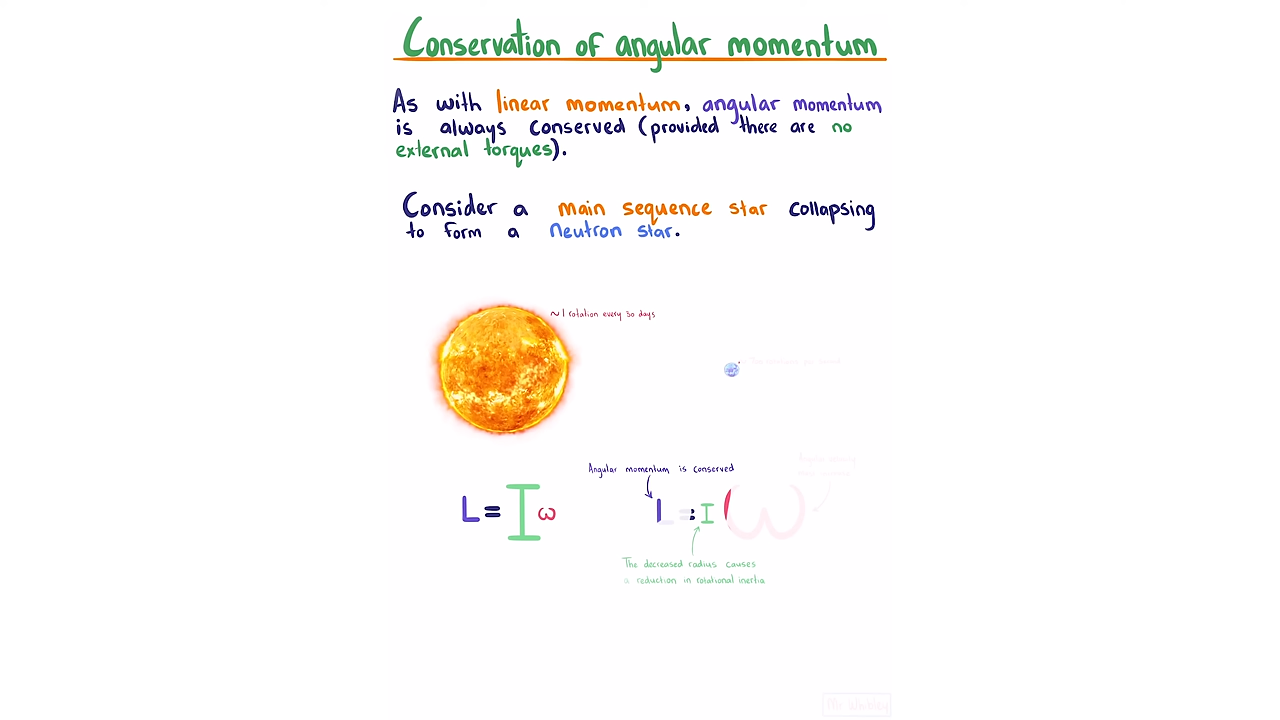 Conservation of angular momentum
As with linear momentum, angular momentum
is always conserved (provided there are no
external torques).
Consider a main sequence star collapsing
to form a neutron star.
~1 rotation every 30 days
Angular momentum is conserved
L = I ω
L = I ω
The decreased radius causes
a reduction in rotational inertia